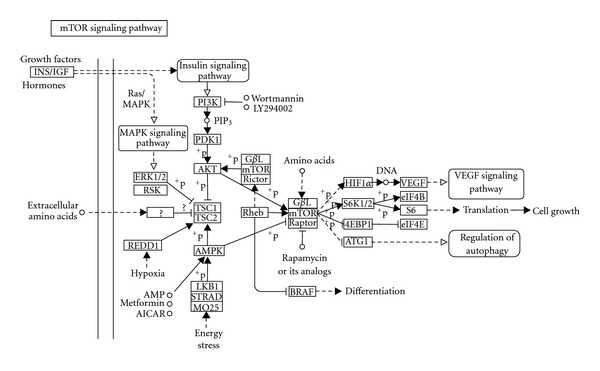 mTOR signaling pathway
Growth factors
INS/IGF
Hormones
Insulin signaling
pathway
Ras/
MAPK
PI3K
Wortmannin
LY294002
PIP3
MAPK signaling
pathway
PDK1
+p
+p
AKT
GβL
mTOR
Rictor
Amino acids
DNA
ERK1/2
RSK
+p
+p
HIF1α
VEGF
VEGF signaling
pathway
Extracellular
amino acids
?
?
TSC1
TSC2
Rheb
GβL
mTOR
Raptor
+p
+p
+p
+p
S6K1/2
eIF4B
S6
Translation
Cell growth
4EBP1
eIF4E
REDD1
+p
AMPK
ATG1
Regulation of
autophagy
Hypoxia
+p
Rapamycin
or its analogs
AMP
Metformin
AICAR
LKB1
STRAD
MO25
BRAF
Differentiation
Energy
stress